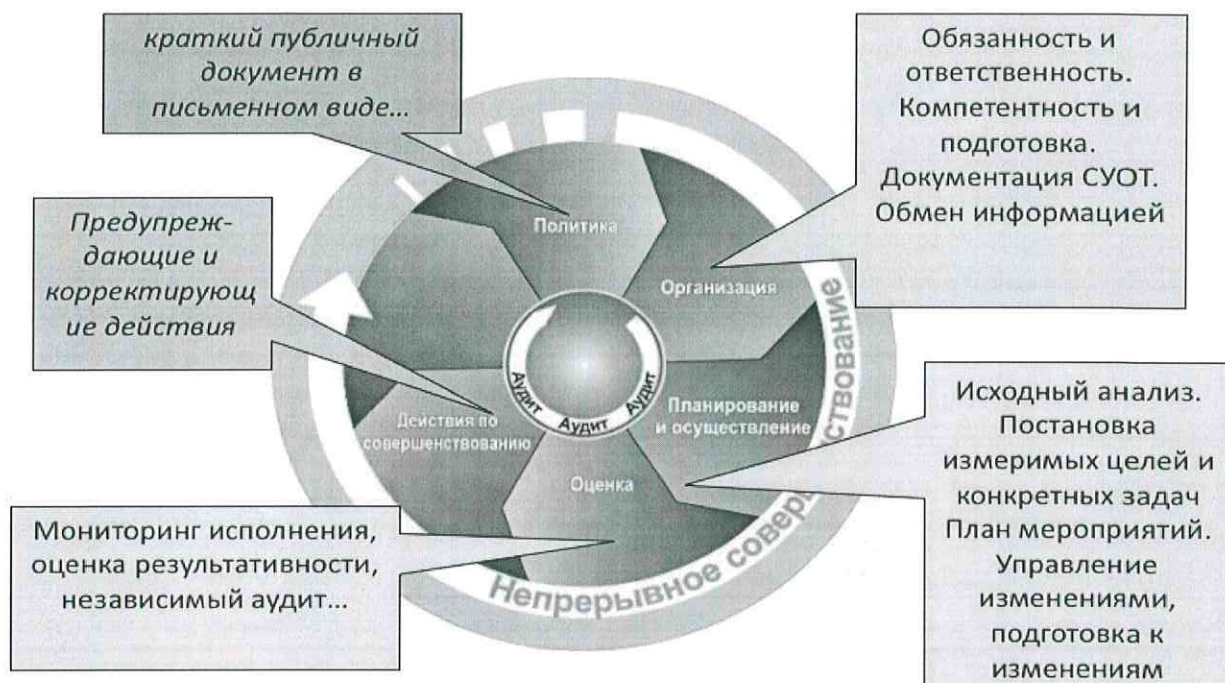 краткий публичный
документ в
письменном виде...
Обязанность и
ответственность.
Компетентность и
подготовка.
Документация СУОТ.
Обмен информацией
Предупреж-
дающие и
корректирующ
ие действия
Политика
Организация
Планирование
и осуществление
Оценка
Действия по
совершенствованию
Аудит
Аудит
Аудит
Непрерывное совершенствование
Исходный анализ.
Постановка
измеримых целей и
конкретных задач
План мероприятий.
Управление
изменениями,
подготовка к
изменениям
Мониторинг исполнения,
оценка результативности,
независимый аудит...